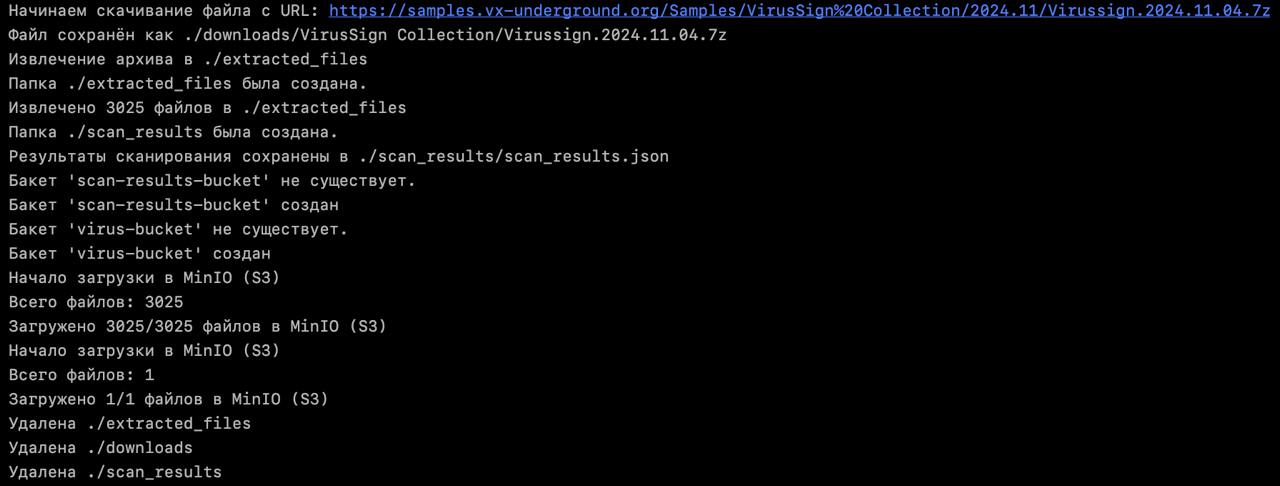 Начинаем скачивание файла с URL: https://samples.vx-underground.org/Samples/VirusSign%20Collection/2024.11/Virussign.2024.11.04.7z
Файл сохранён как ./downloads/VirusSign Collection/Virussign.2024.11.04.7z
Извлечение архива в ./extracted_files
Папка ./extracted_files была создана.
Извлечено 3025 файлов в ./extracted_files
Папка ./scan_results была создана.
Результаты сканирования сохранены в ./scan_results/scan_results.json
Бакет 'scan-results-bucket' не существует.
Бакет 'scan-results-bucket' создан
Бакет 'virus-bucket' не существует.
Бакет 'virus-bucket' создан
Начало загрузки в MinIO (S3)
Всего файлов: 3025
Загружено 3025/3025 файлов в MinIO (S3)
Начало загрузки в MinIO (S3)
Всего файлов: 1
Загружено 1/1 файлов в MinIO (S3)
Удалена ./extracted_files
Удалена ./downloads
Удалена ./scan_results